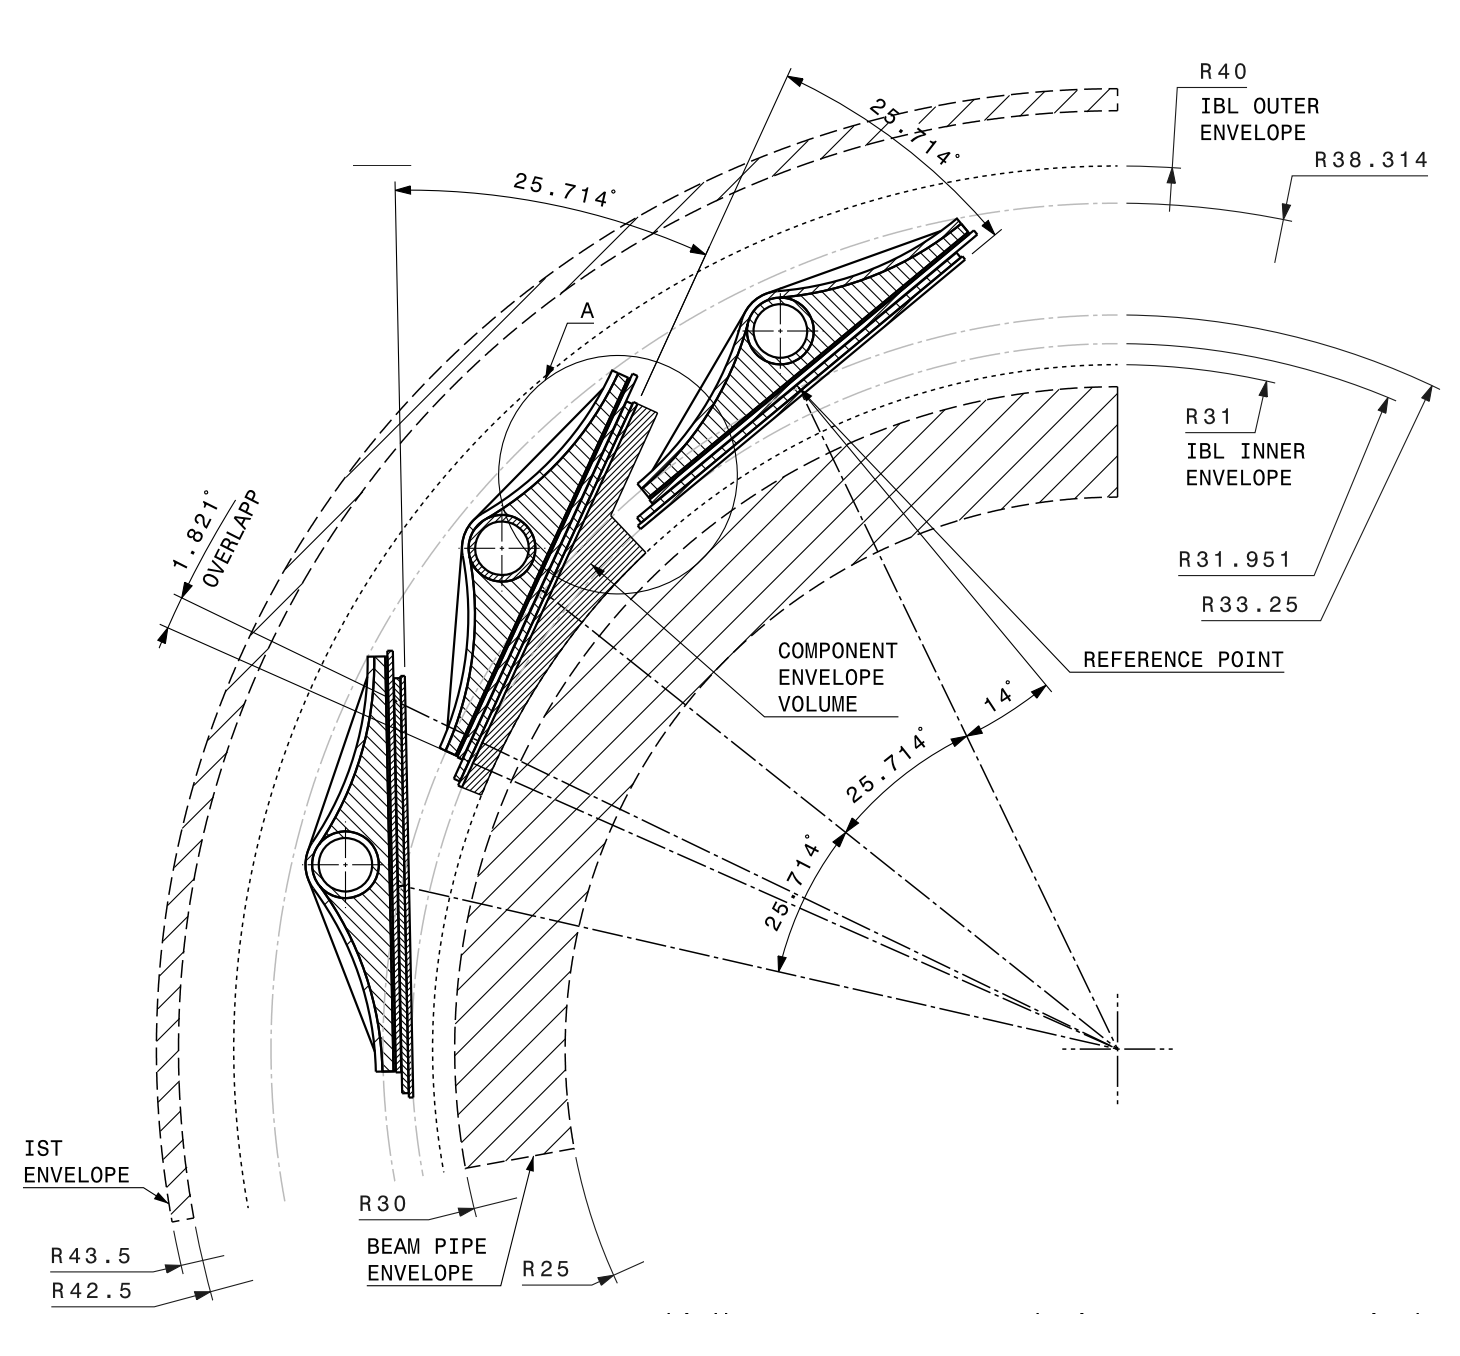 R40
IBL OUTER
ENVELOPE
R38.314
25.714°
25.714°
A
R31
IBL INNER
ENVELOPE
1.821°
OVERLAPP
R31.951
R33.25
COMPONENT
ENVELOPE
VOLUME
REFERENCE POINT
14°
25.714°
25.714°
IST
ENVELOPE
R30
BEAM PIPE
ENVELOPE
R25
R43.5
R42.5